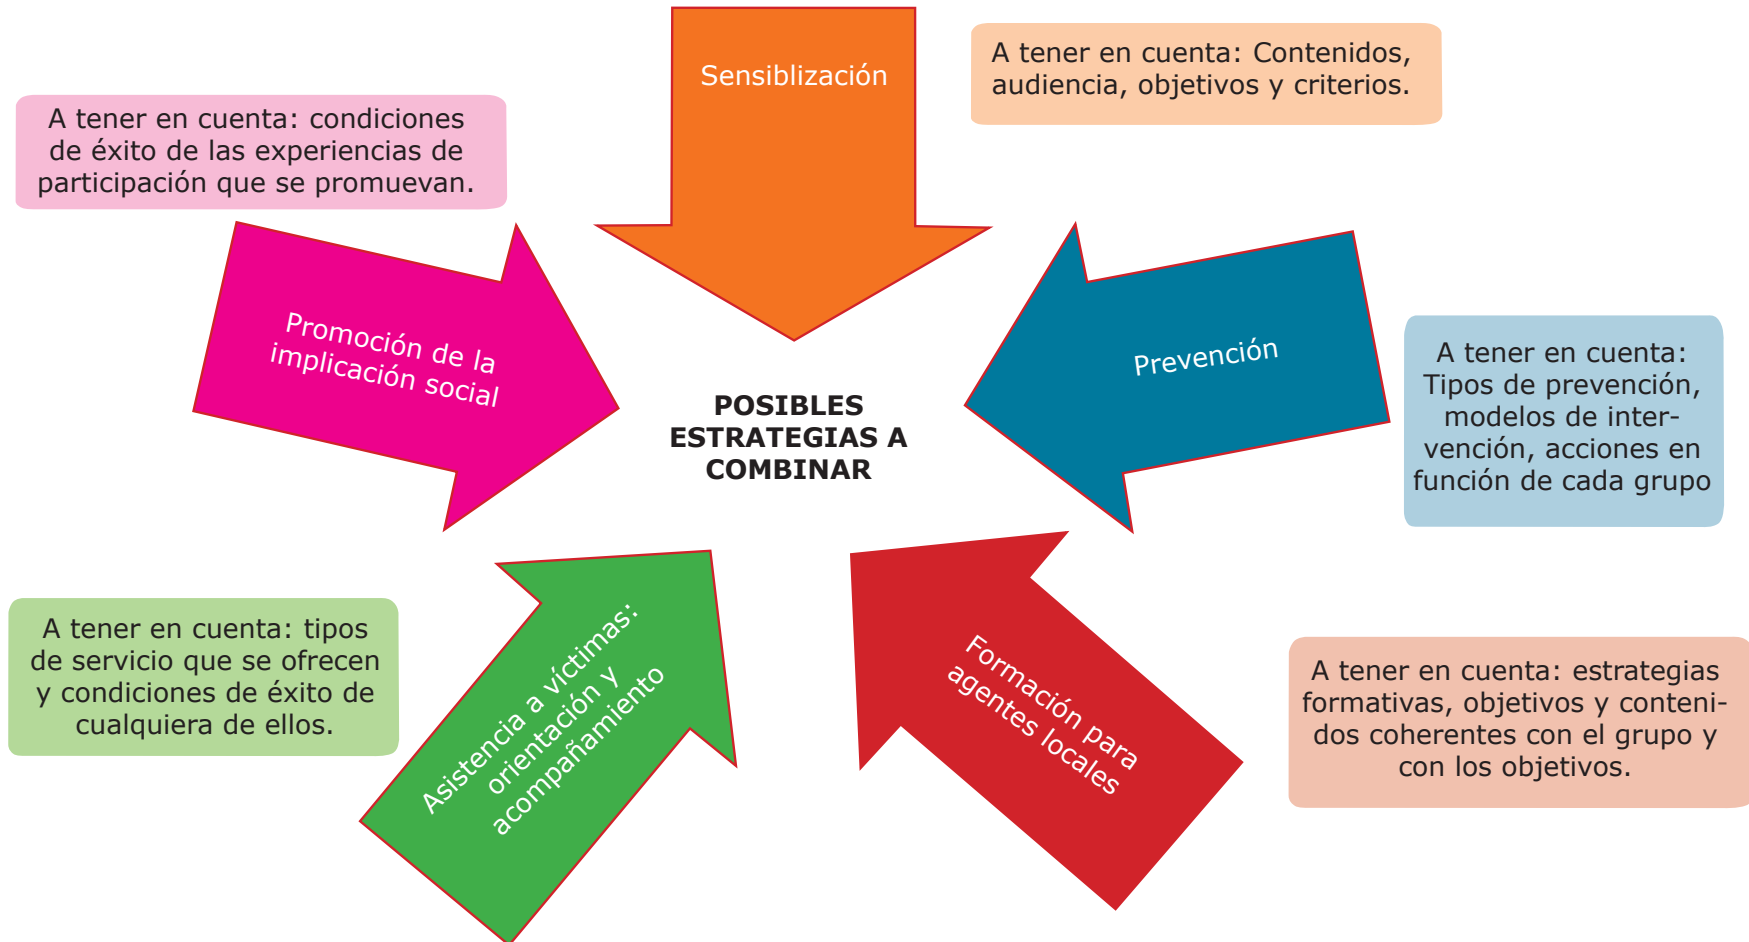 Sensiblización
A tener en cuenta: Contenidos,
audiencia, objetivos y criterios.
A tener en cuenta: condiciones
de éxito de las experiencias de
participación que se promuevan.
Promoción de la
implicación social
Prevención
A tener en cuenta:
Tipos de prevención,
modelos de inter-
vención, acciones en
función de cada grupo
POSIBLES
ESTRATEGIAS A
COMBINAR
A tener en cuenta: tipos
de servicio que se ofrecen
y condiciones de éxito de
cualquiera de ellos.
Asistencia a víctimas:
orientación y
acompañamiento
Formación para
agentes locales
A tener en cuenta: estrategias
formativas, objetivos y conteni-
dos coherentes con el grupo y
con los objetivos.